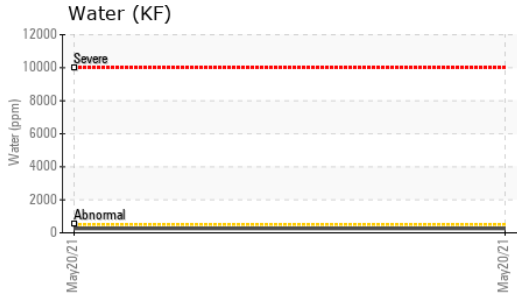 Water (KF)
12000
10000
8000
6000
4000
2000
0
Water (ppm)
Severe
Abnormal
May20/21
May20/21